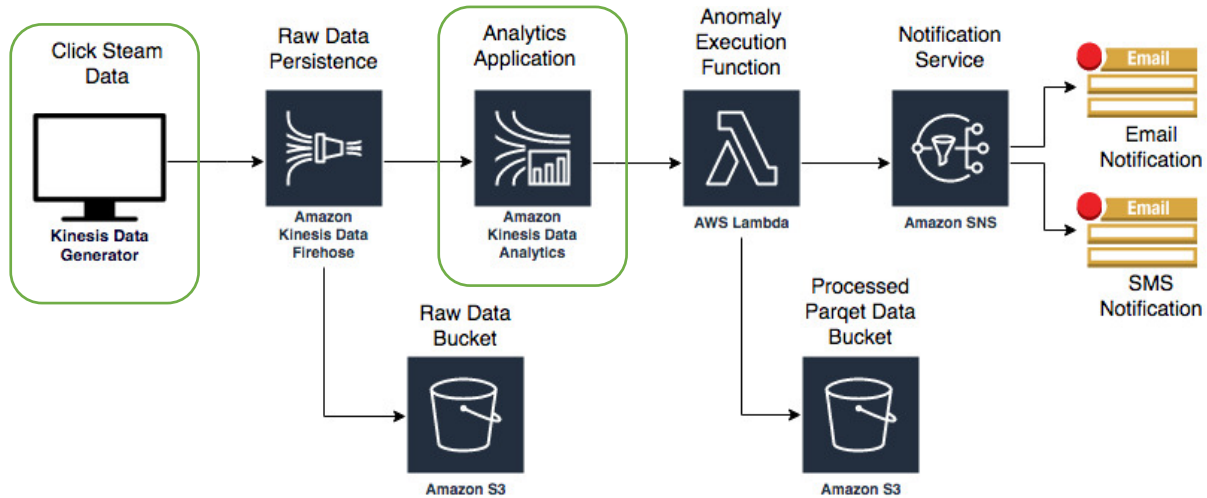 Click Steam
Data
Kinesis Data
Generator
Raw Data
Persistence
Amazon
Kinesis Data
Firehose
Analytics
Application
Amazon
Kinesis Data
Analytics
Anomaly
Execution
Function
AWS Lambda
Notification
Service
Amazon SNS
Email
Email
Notification
Email
SMS
Notification
Raw Data
Bucket
Amazon S3
Processed
Parqet Data
Bucket
Amazon S3